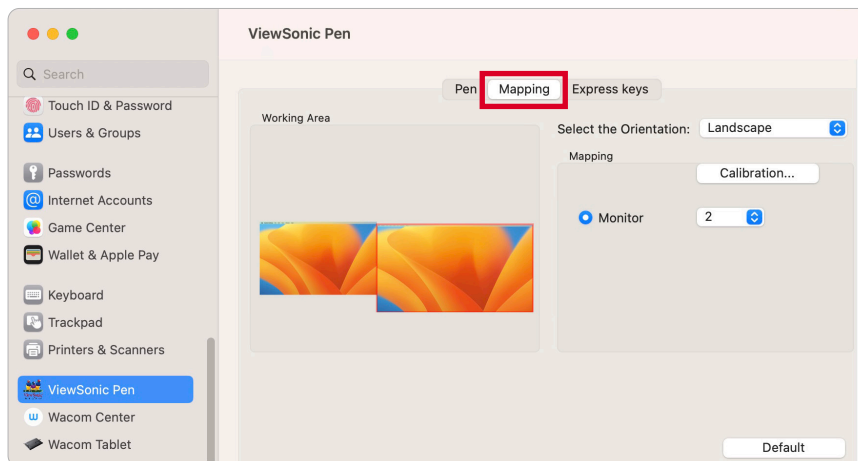 ViewSonic Pen
Search
Touch ID & Password
Users & Groups
Passwords
Internet Accounts
Game Center
Wallet & Apple Pay
Keyboard
Trackpad
Printers & Scanners
ViewSonic Pen
Wacom Center
Wacom Tablet
Pen Mapping Express keys
Working Area
Select the Orientation: Landscape
Mapping
Calibration...
Monitor 2
Default